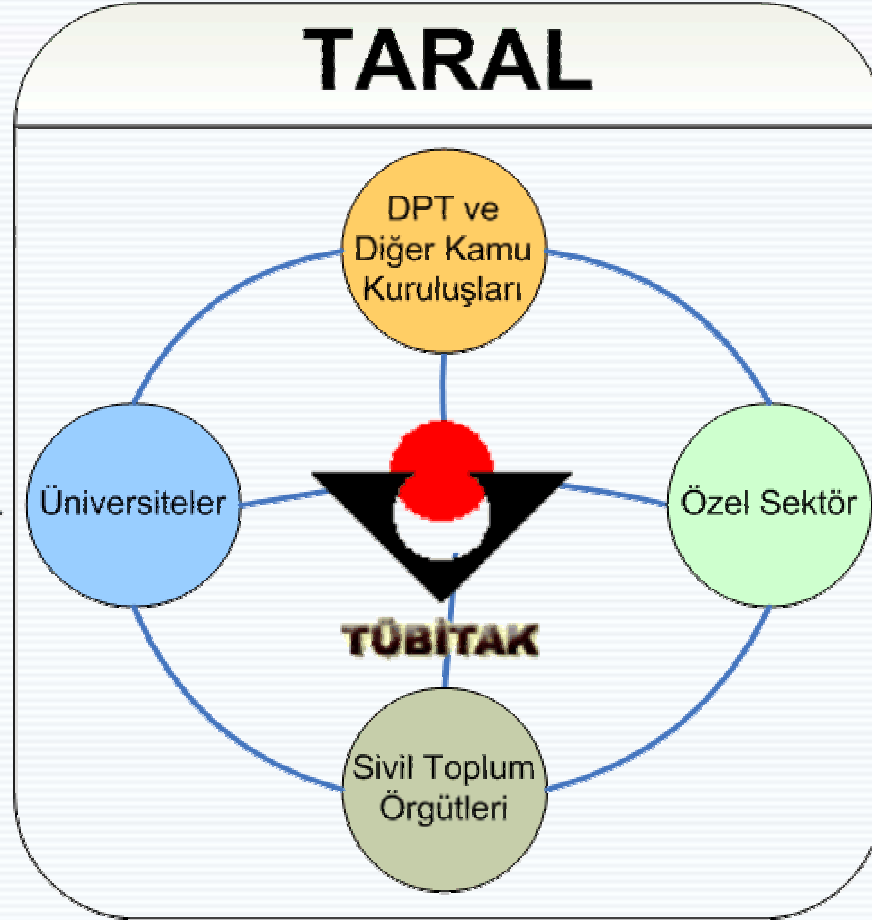 TARAL
DPT ve
Diğer Kamu
Kuruluşları
Üniversiteler
Özel Sektör
TÜBİTAK
Sivil Toplum
Örgütleri